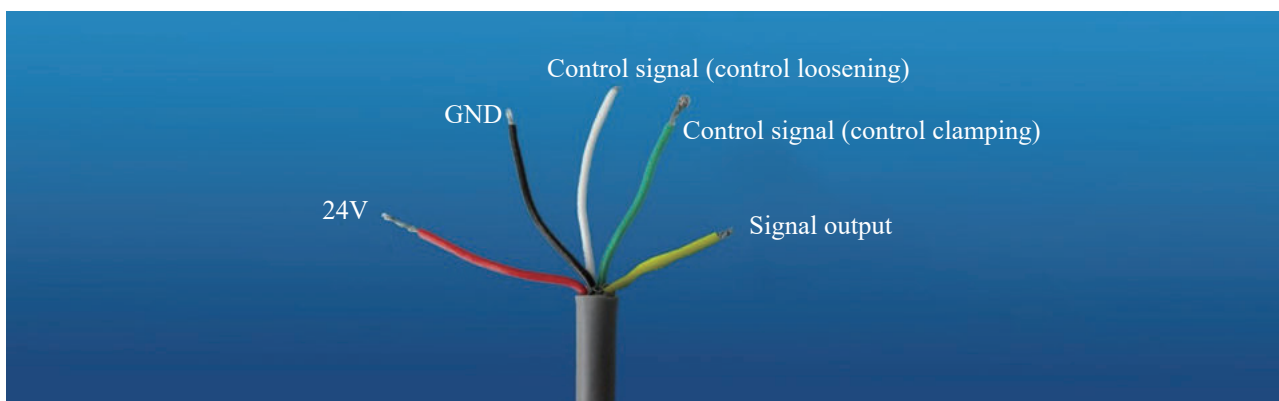 Control signal (control loosening)
GND
Control signal (control clamping)
24V
Signal output